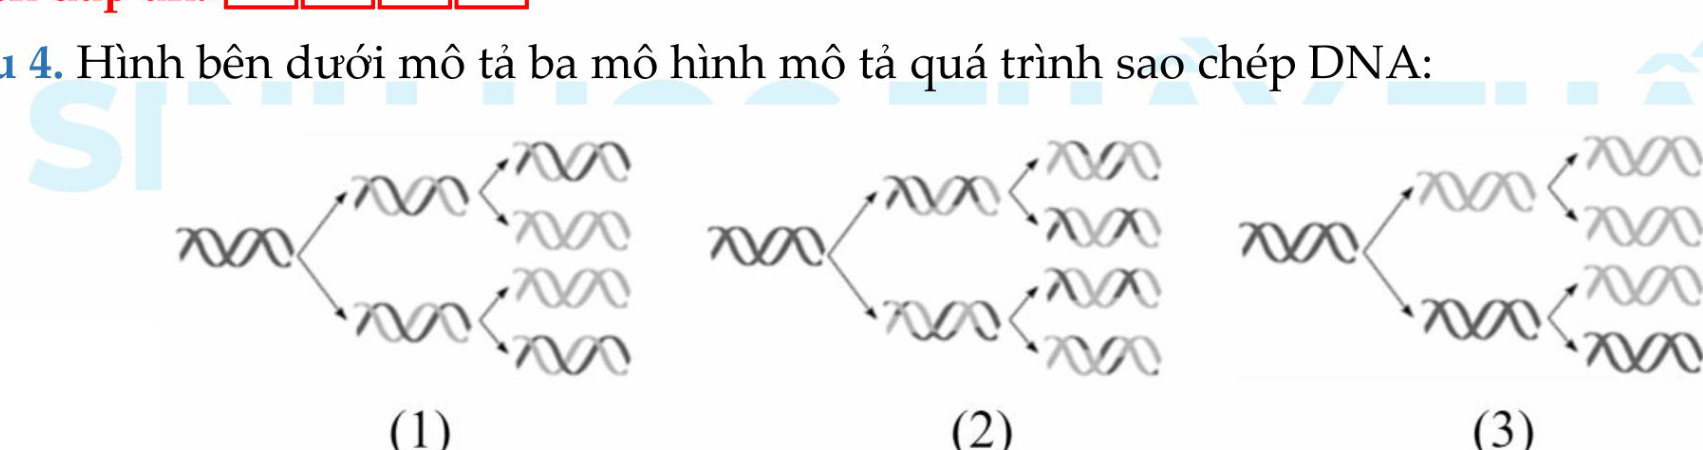 u 4. Hình bên dưới mô tả ba mô hình mô tả quá trình sao chép DNA:
(1) (2) (3)